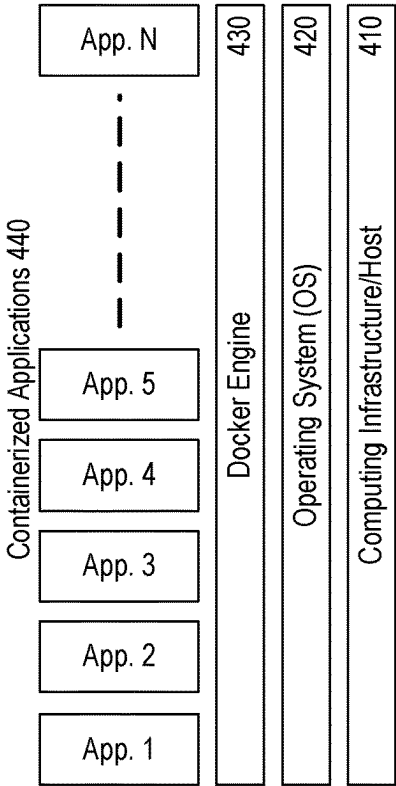 Containerized Applications 440
App. 1
App. 2
App. 3
App. 4
App. 5
App. N
Docker Engine
430
Operating System (OS)
420
Computing Infrastructure/Host
410